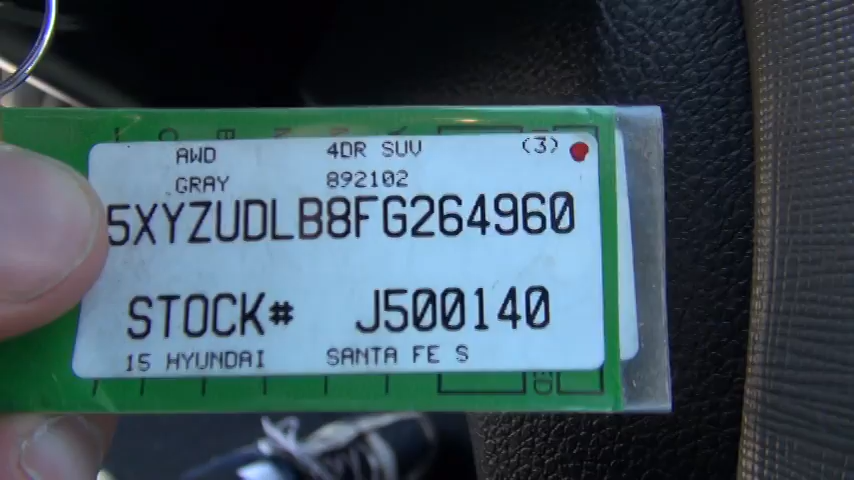 AWD 4DR SUV (3)
GRAY 892102
5XYZUDLB8FG264960
STOCK# J500140
15 HYUNDAI SANTA FE S